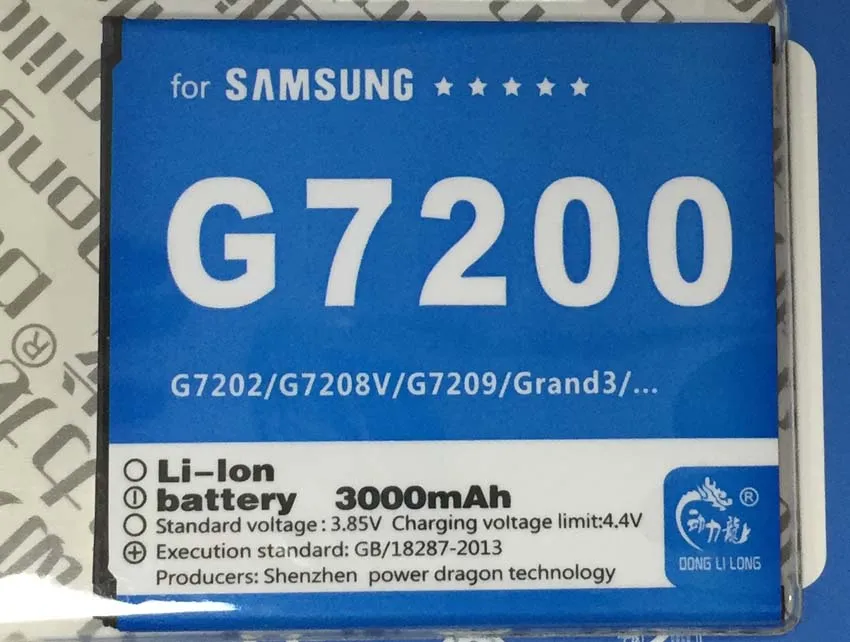 for SAMSUNG ★★★★★
G7200
G7202/G7208V/G7209/Grand3/...
Li-Ion
battery 3000mAh
Standard voltage: 3.85V Charging voltage limit:4.4V
Execution standard: GB/18287-2013
Producers: Shenzhen power dragon technology
动力龍 ®
DONG LI LONG